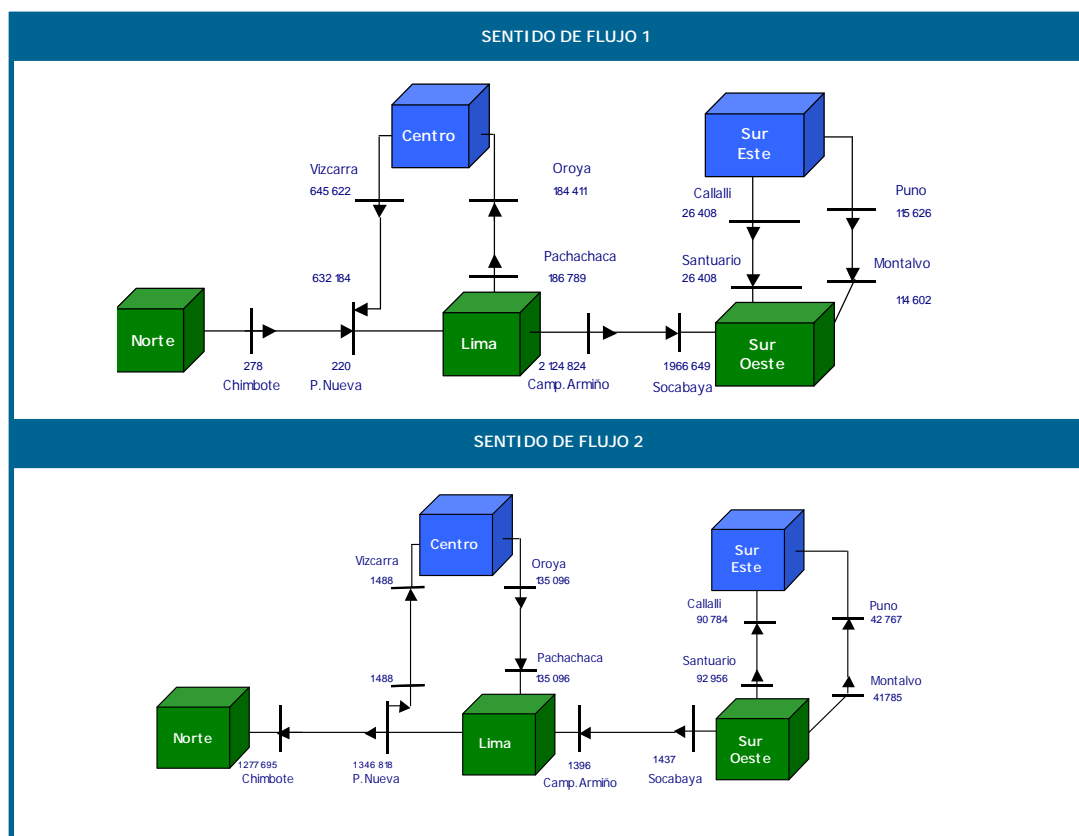 SENTIDO DE FLUJO 1
Centro
Sur
Este
Vizcarra
645 622
Oroya
184 411
Callalli
26 408
Puno
115 626
Pachachaca
186 789
Santuario
26 408
Montalvo
114 602
632 184
Norte
Lima
Sur
Oeste
278
Chimbote
220
P. Nueva
2 124 824
Camp. Armiño
1966 649
Socabaya
SENTIDO DE FLUJO 2
Centro
Sur
Este
Vizcarra
1488
Oroya
135 096
Callalli
90 784
Puno
42 767
Pachachaca
135 096
Santuario
92 956
Montalvo
41785
1488
Norte
Lima
Sur
Oeste
1277 695
Chimbote
1346 818
P. Nueva
1396
Camp. Armiño
1437
Socabaya